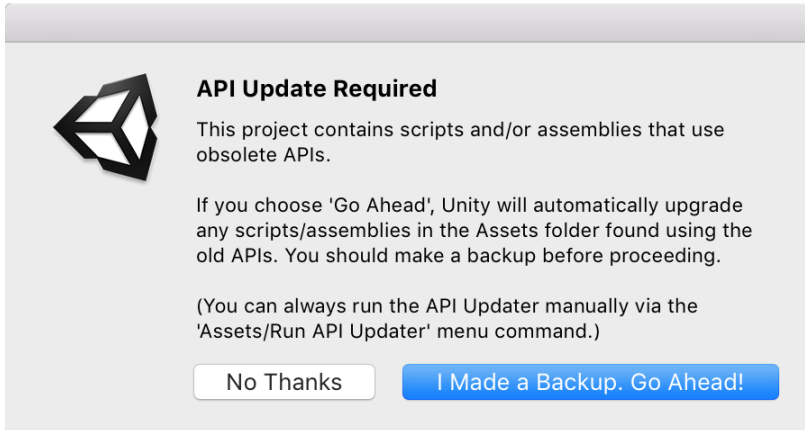 API Update Required
This project contains scripts and/or assemblies that use
obsolete APIs.
If you choose 'Go Ahead', Unity will automatically upgrade
any scripts/assemblies in the Assets folder found using the
old APIs. You should make a backup before proceeding.
(You can always run the API Updater manually via the
'Assets/Run API Updater' menu command.)
No Thanks
I Made a Backup. Go Ahead!